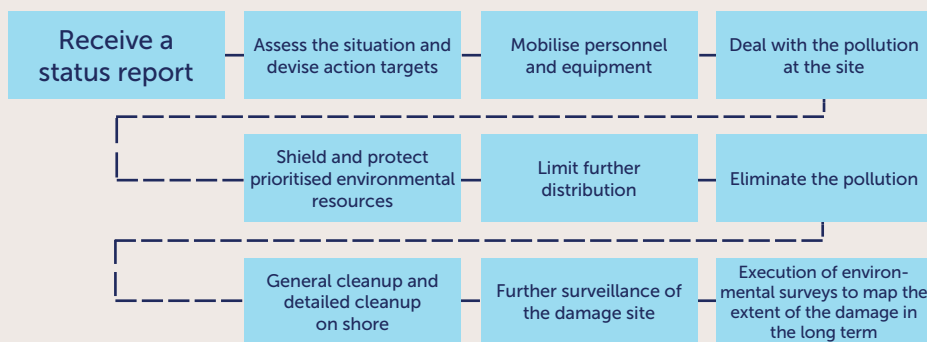 Receive a
status report
Assess the situation and
devise action targets
Mobilise personnel
and equipment
Deal with the pollution
at the site
Shield and protect
prioritised environmental
resources
Limit further
distribution
Eliminate the pollution
General cleanup and
detailed cleanup
on shore
Further surveillance of
the damage site
Execution of environ-
mental surveys to map the
extent of the damage in
the long term